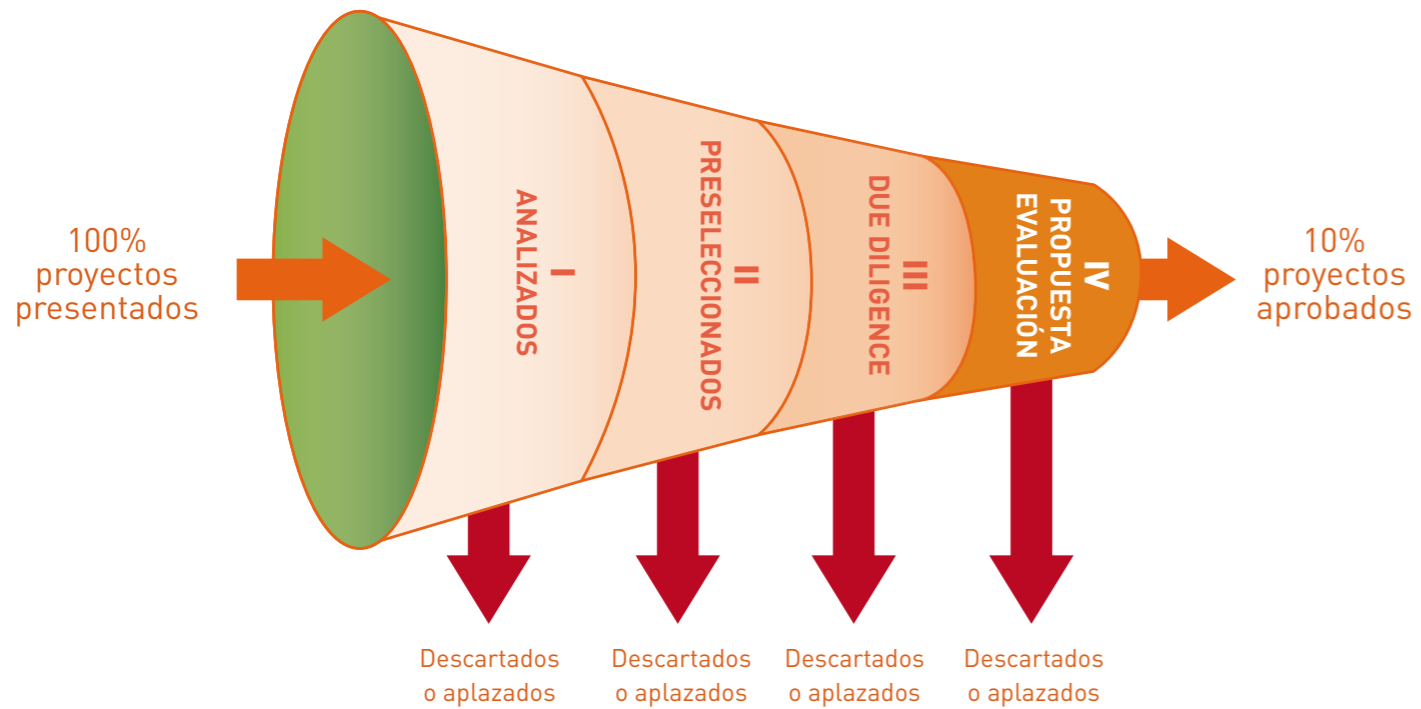 100%
proyectos
presentados
I
ANALIZADOS
II
PRESELECCIONADOS
III
DUE DILIGENCE
IV
PROPUESTA
EVALUACIÓN
10%
proyectos
aprobados
Descartados
o aplazados
Descartados
o aplazados
Descartados
o aplazados
Descartados
o aplazados